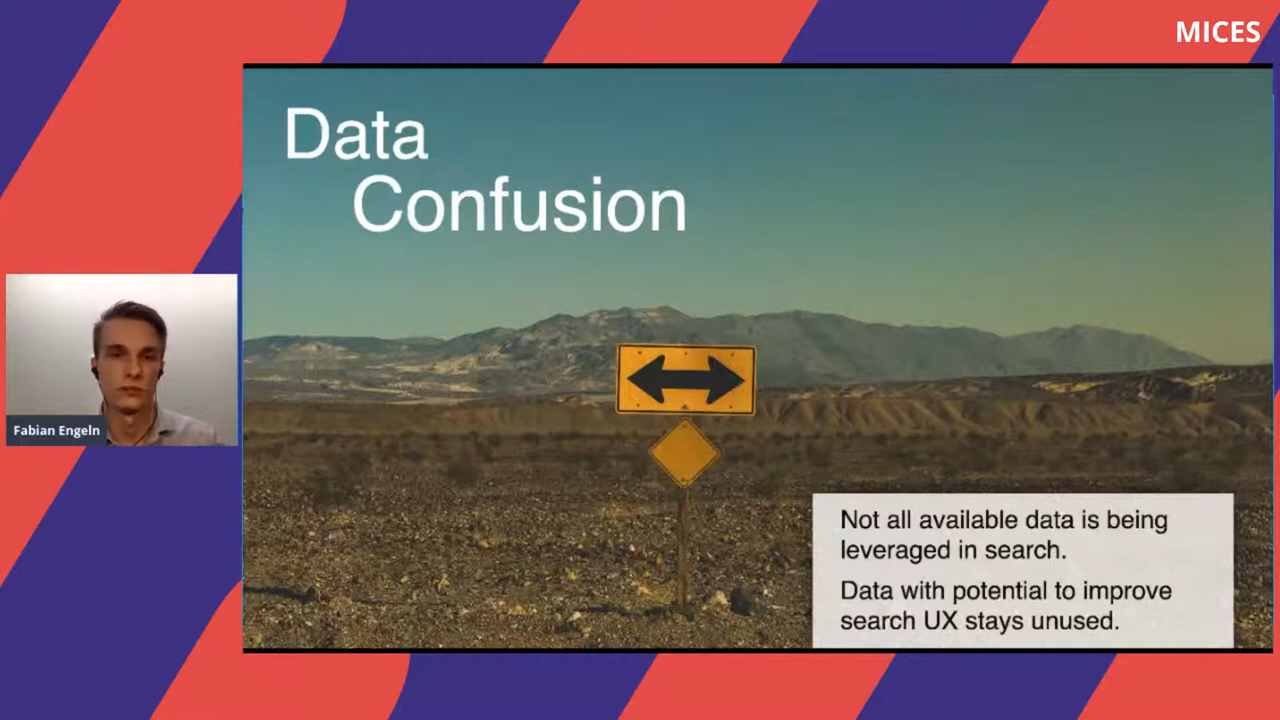 MICES
Data
Confusion
Fabian Engeln
Not all available data is being
leveraged in search.
Data with potential to improve
search UX stays unused.